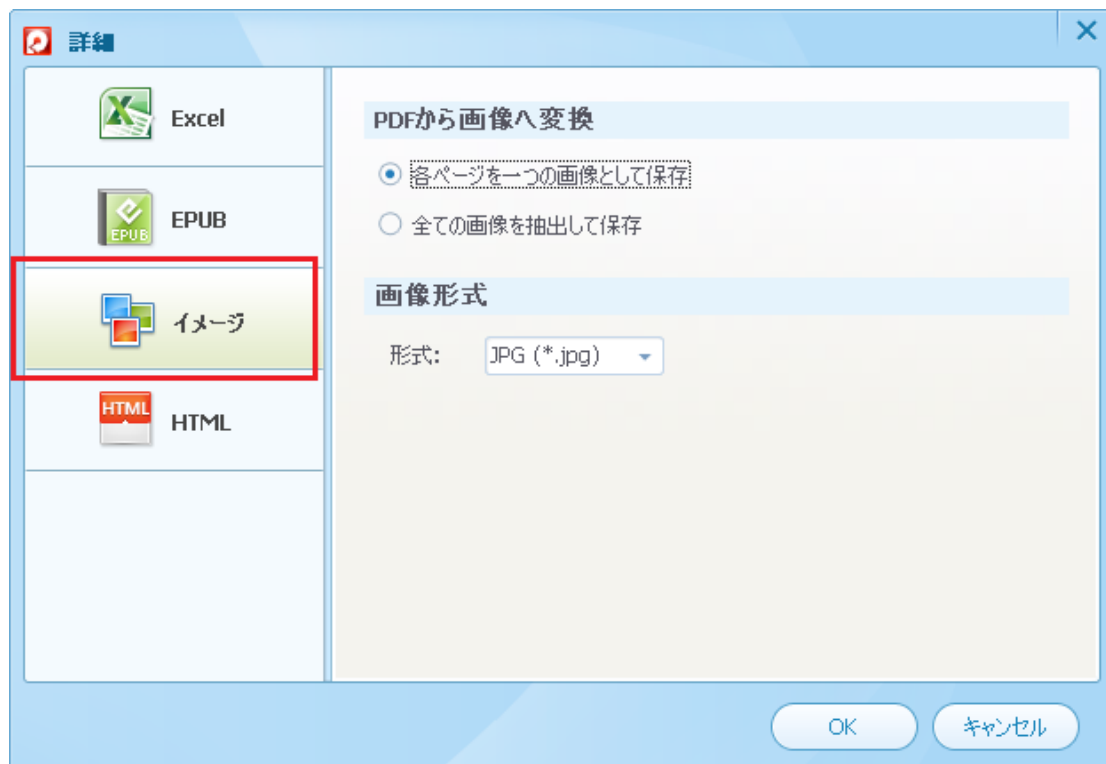 詳細
Excel
EPUB
EPUB
イメージ
HTML
HTML
PDFから画像へ変換
各ページを一つの画像として保存
全ての画像を抽出して保存
画像形式
形式: JPG (*.jpg)
OK
キャンセル